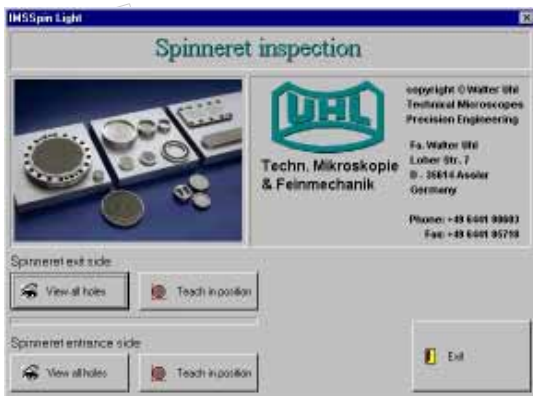 IMSSpin Light
Spinneret inspection
UHL
Techn. Mikroskopie
& Feinmechanik
copyright © Walter Uhl
Technical Microscopes
Precision Engineering
Fa. Walter Uhl
Loher Str. 7
D - 35614 Asslar
Germany
Phone: +49 6441 88603
Fax: +49 6441 85718
Spinneret exit side
View all holes
Teach in position
Spinneret entrance side
View all holes
Teach in position
Exit